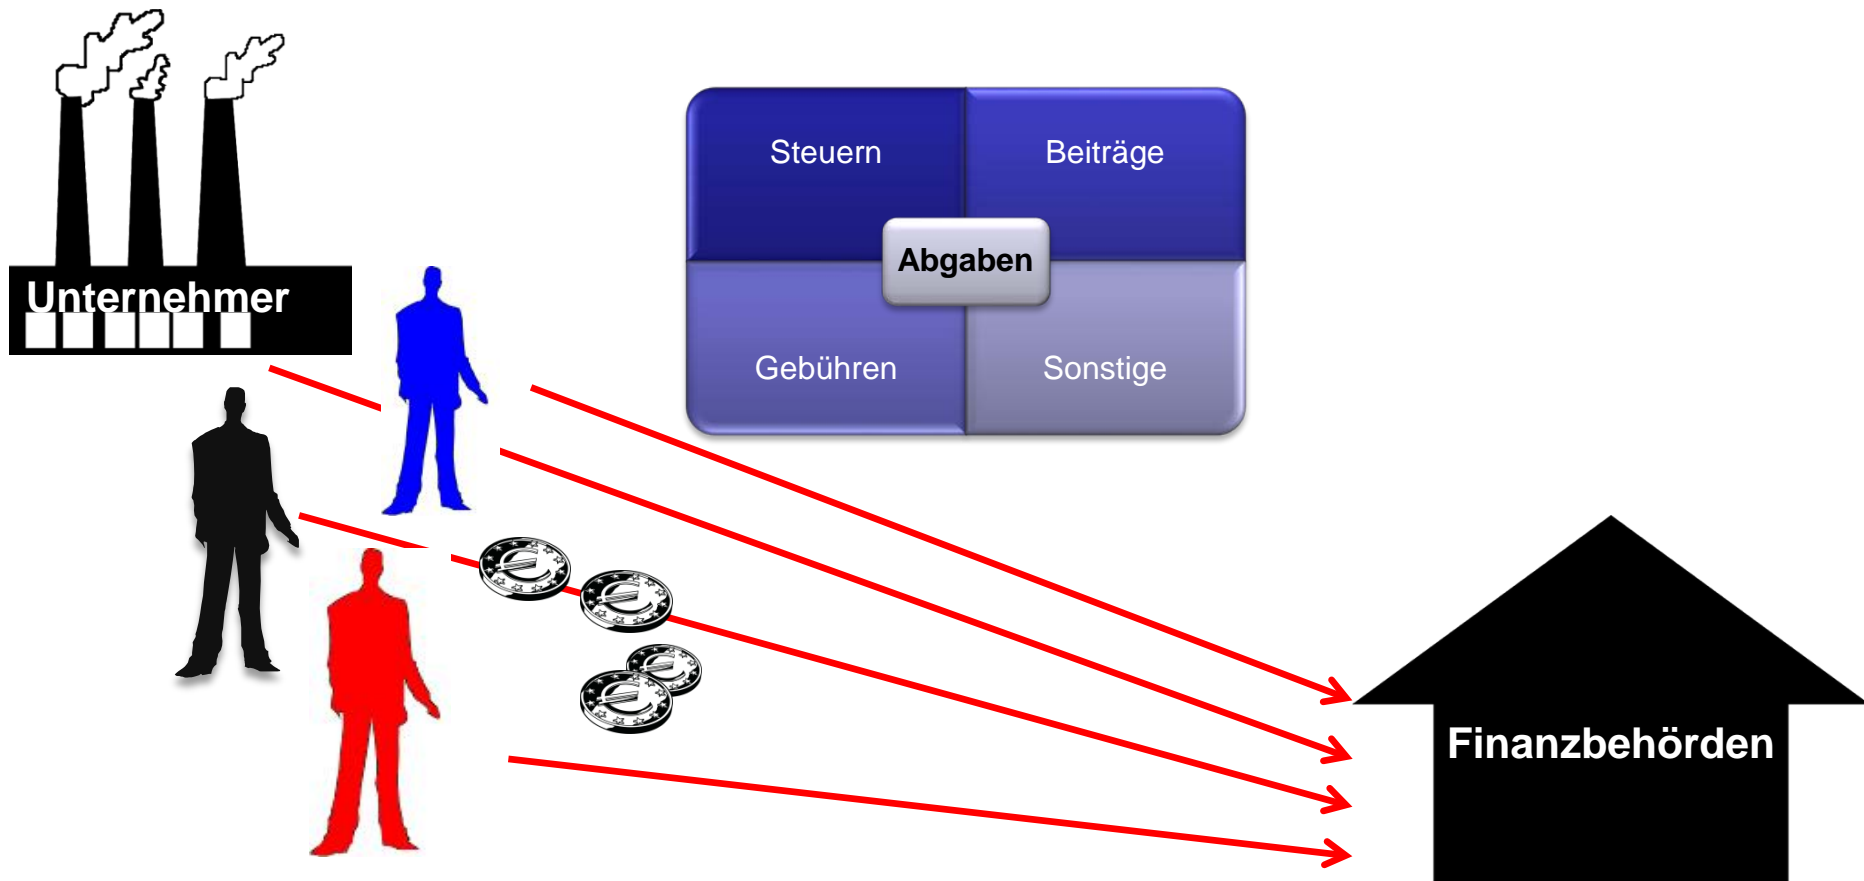 Steuern
Beiträge
Abgaben
Unternehmer
Gebühren
Sonstige
Finanzbehörden